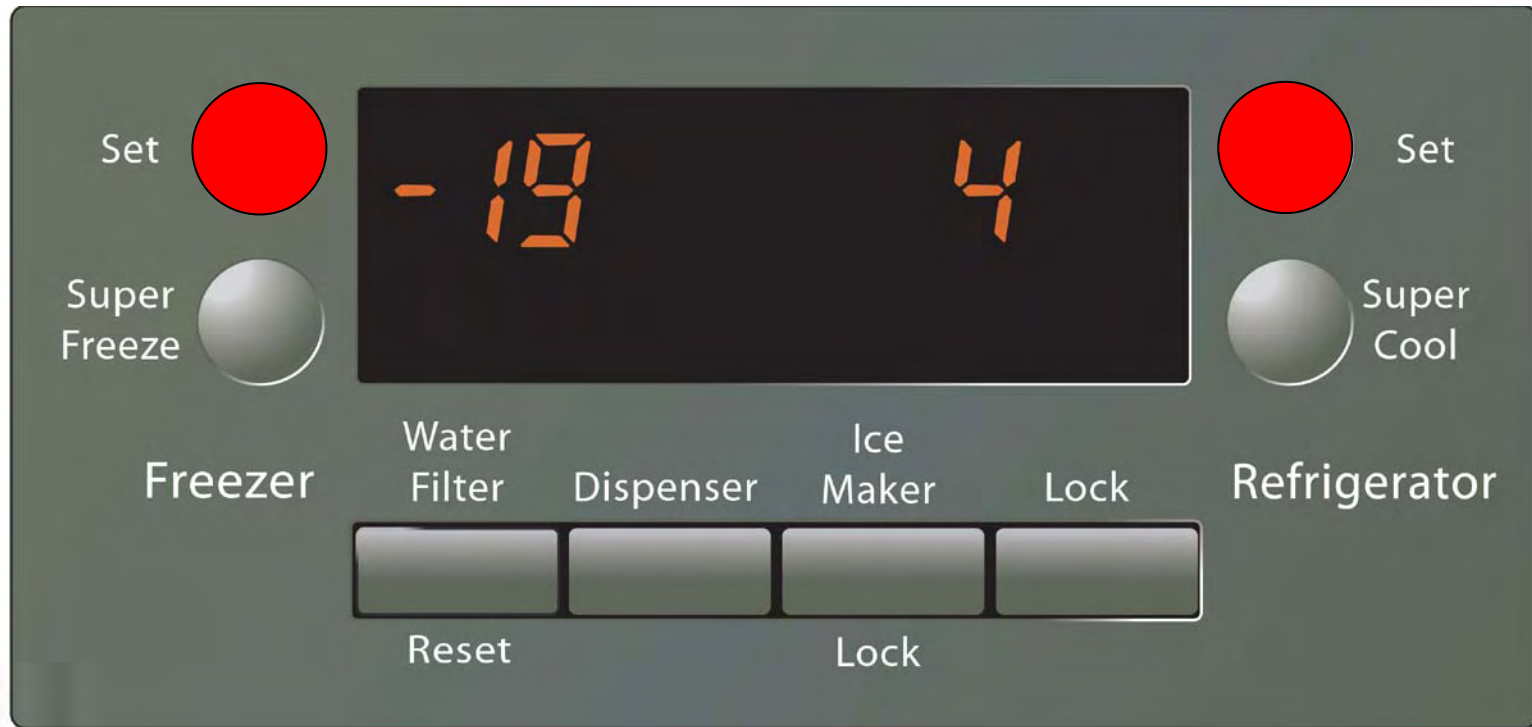 Set
-19
4
Set
Super
Freeze
Super
Cool
Freezer
Water
Filter
Dispenser
Ice
Maker
Lock
Refrigerator
Reset
Lock